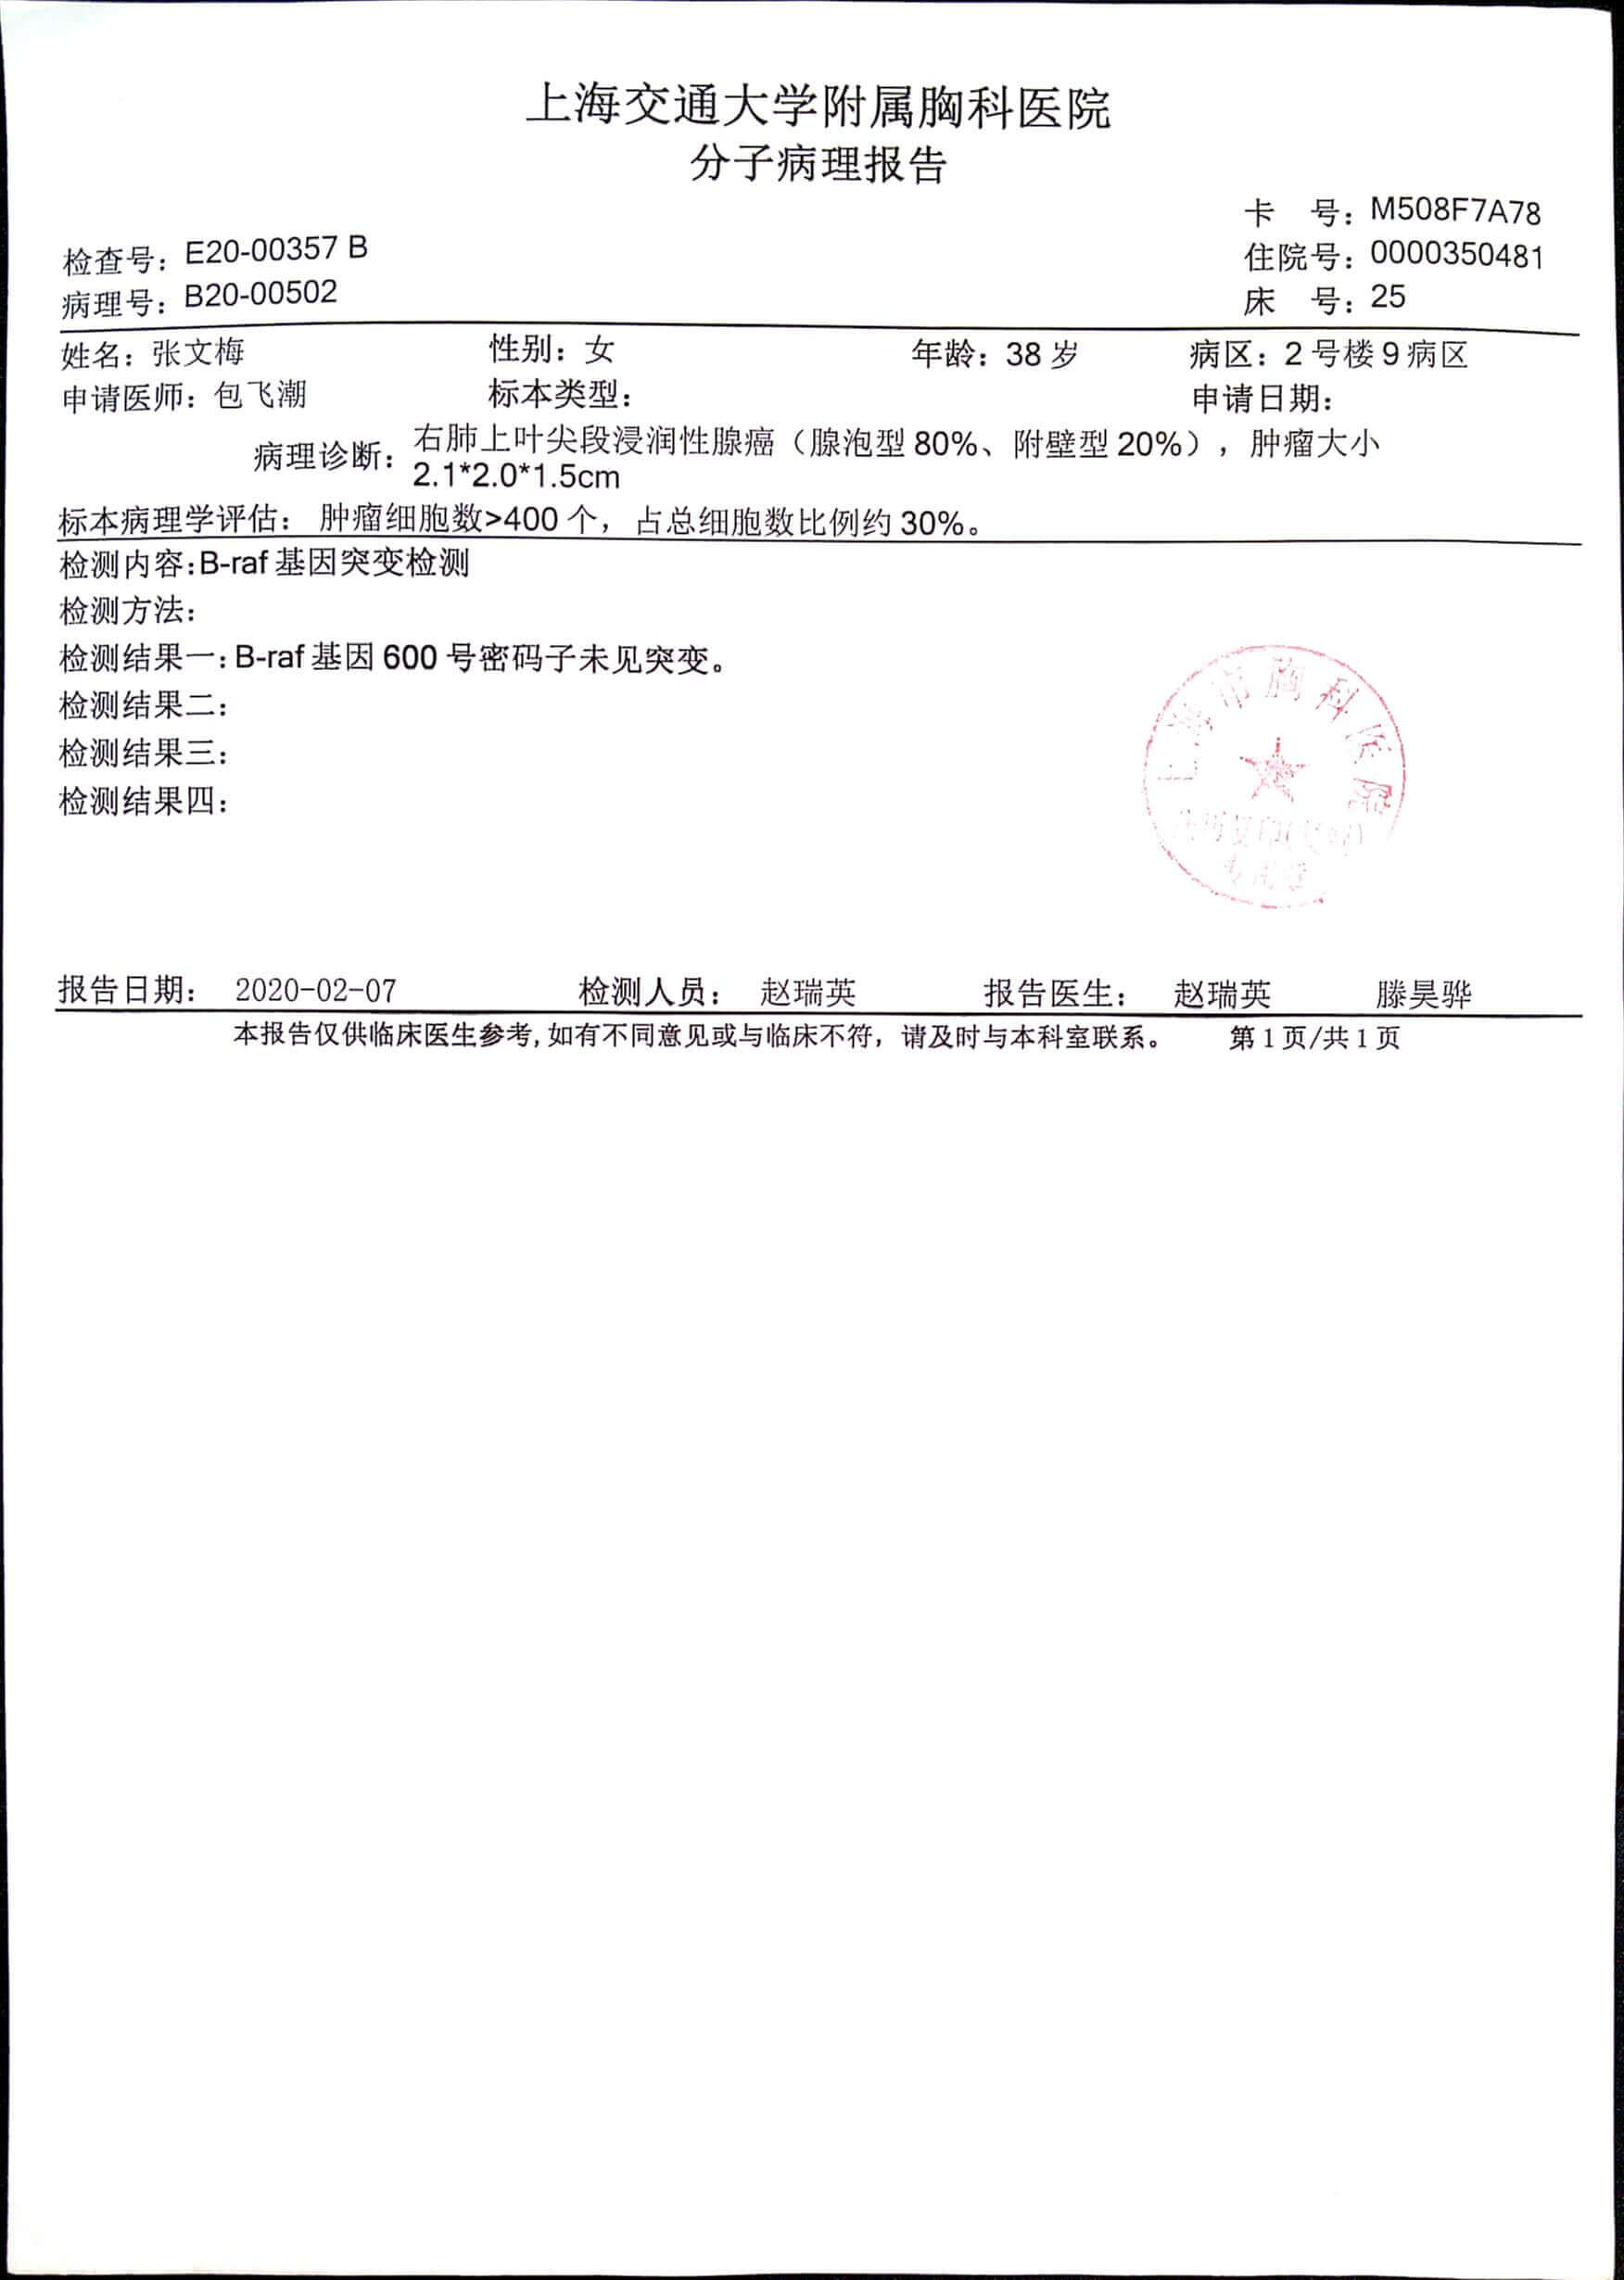 上海交通大学附属胸科医院
分子病理报告
卡 号：M508F7A78
检查号：E20-00357 B
住院号：0000350481
病理号：B20-00502
床 号：25
姓名：张文梅 性别：女 年龄：38 岁 病区：2 号楼 9 病区
申请医师：包飞潮 标本类型： 申请日期：
病理诊断：右肺上叶尖段浸润性腺癌（腺泡型 80%、附壁型 20%），肿瘤大小
2.1*2.0*1.5cm
标本病理学评估： 肿瘤细胞数>400 个，占总细胞数比例约 30%。
检测内容:B-raf 基因突变检测
检测方法：
检测结果一:B-raf 基因 600 号密码子未见突变。
检测结果二：
检测结果三：
检测结果四：
上海市胸科医院
报告日期： 2020-02-07 检测人员： 赵瑞英 报告医生： 赵瑞英 滕昊骅
本报告仅供临床医生参考,如有不同意见或与临床不符，请及时与本科室联系。 第 1 页/共 1 页